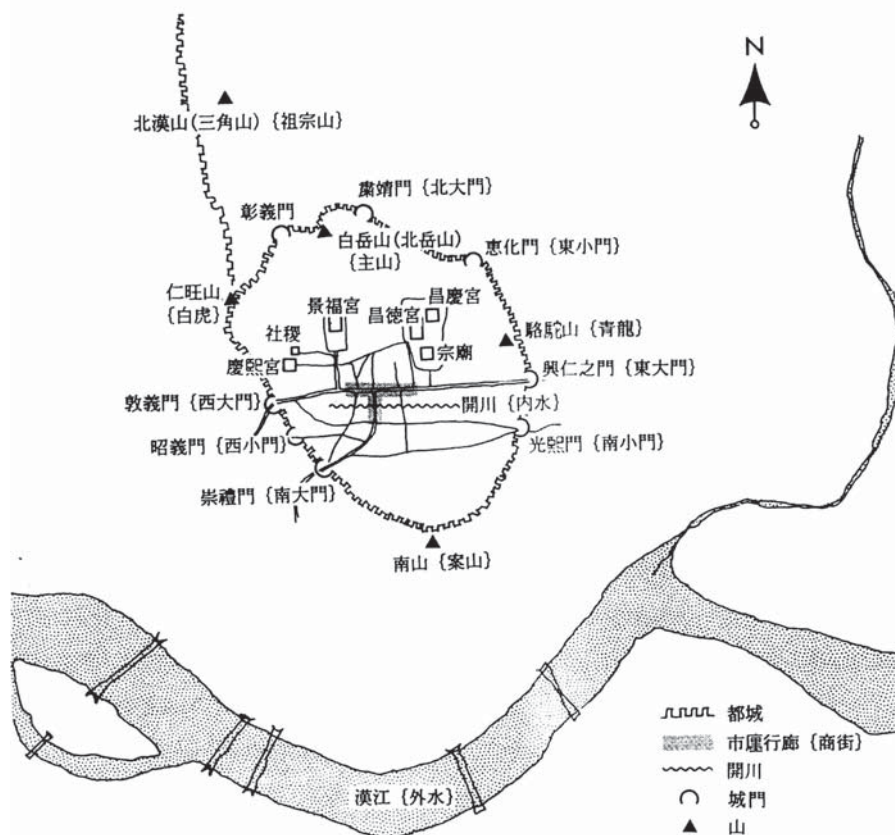 N
北漢山(三角山)｛祖宗山｝
粛靖門｛北大門｝
彰義門
白岳山(北岳山)
｛主山｝
恵化門｛東小門｝
仁旺山
｛白虎｝
景福宮
昌慶宮
昌徳宮
社稷
宗廟
駱駝山｛青龍｝
慶熙宮
興仁之門｛東大門｝
敦義門｛西大門｝
開川｛内水｝
昭義門｛西小門｝
光熙門｛南小門｝
崇禮門｛南大門｝
南山｛案山｝
漢江｛外水｝
都城
市廛行廊｛商街｝
開川
城門
山